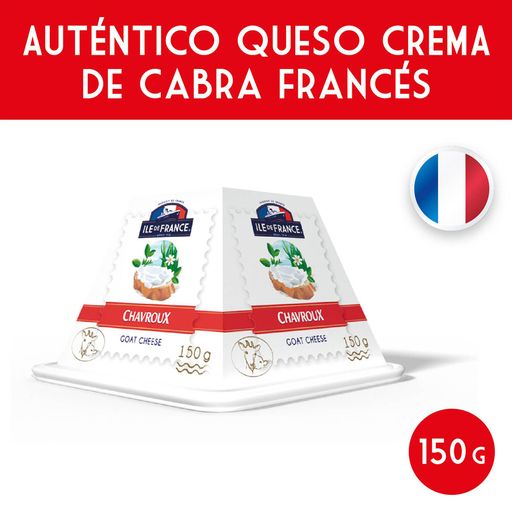 AUTÉNTICO QUESO CREMA
DE CABRA FRANCÉS
ILE DE FRANCE
CHAVROUX
GOAT CHEESE
150 g
ILE DE FRANCE
CHAVROUX
GOAT CHEESE
150 g
150 G